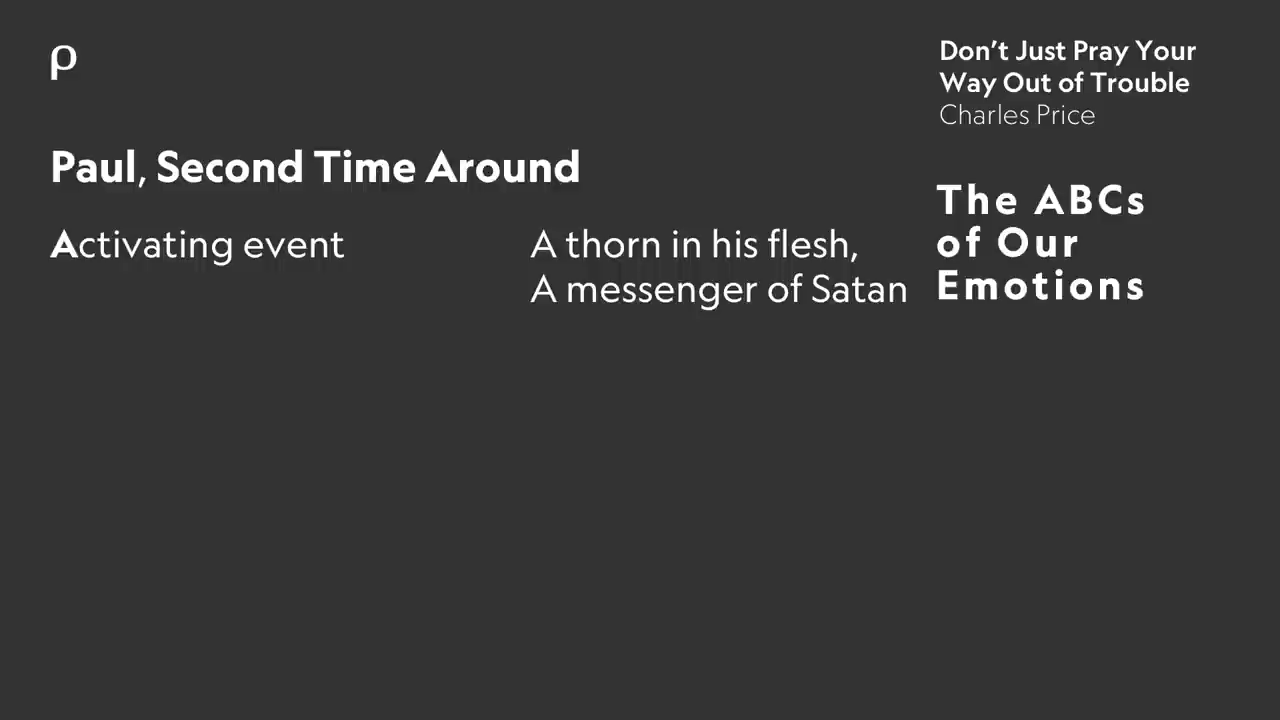 ρ
Don’t Just Pray Your
Way Out of Trouble
Charles Price
Paul, Second Time Around
The ABCs
of Our
Emotions
Activating event
A thorn in his flesh,
A messenger of Satan